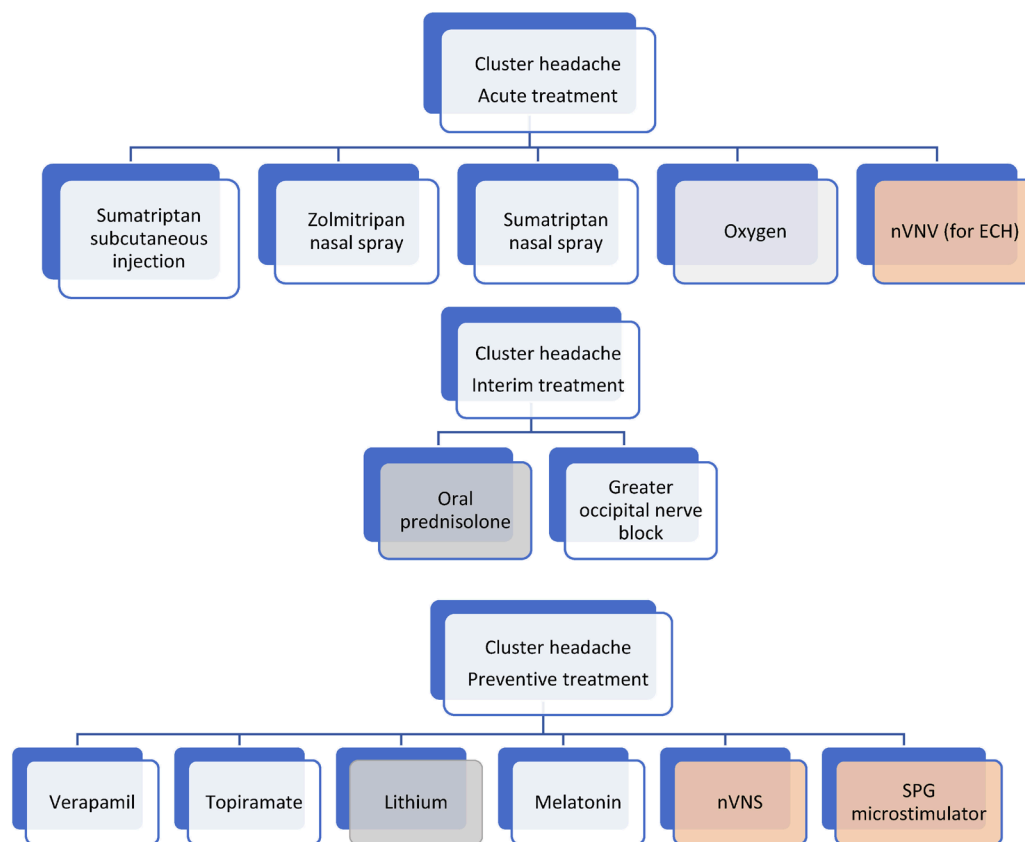 Cluster headache
Acute treatment
Sumatriptan
subcutaneous
injection
Zolmitripan
nasal spray
Sumatriptan
nasal spray
Oxygen
nVNV (for ECH)
Cluster headache
Interim treatment
Oral
prednisolone
Greater
occipital nerve
block
Cluster headache
Preventive treatment
Verapamil
Topiramate
Lithium
Melatonin
nVNS
SPG
microstimulator